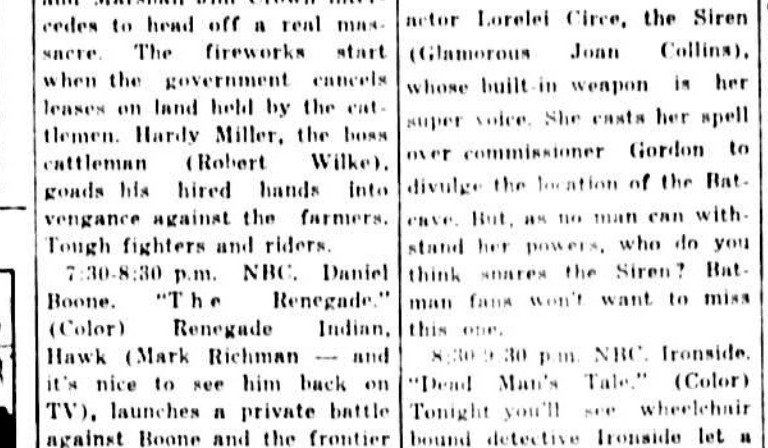 cedes to head off a real mas-
sacre. The fireworks start
when the government cancels
leases on land held by the cat-
tlemen. Hardy Miller, the boss
cattleman (Robert Wilke),
goads his hired hands into
vengance against the farmers.
Tough fighters and riders.
7:30-8:30 p.m. NBC. Daniel
Boone. "The Renegade."
(Color) Renegade Indian,
Hawk (Mark Richman — and
it's nice to see him back on
TV), launches a private battle
against Boone and the frontier
actor Lorelei Circe, the Siren
(Glamorous Joan Collins),
whose built-in weapon is her
super voice. She casts her spell
over commissioner Gordon to
divulge the location of the Bat-
cave. But, as no man can with-
stand her powers, who do you
think snares the Siren? Bat-
man fans won't want to miss
this one.
8:30-9:30 p.m. NBC. Ironside.
"Dead Man's Tale." (Color)
Tonight you'll see wheelchair
bound detective Ironside let a